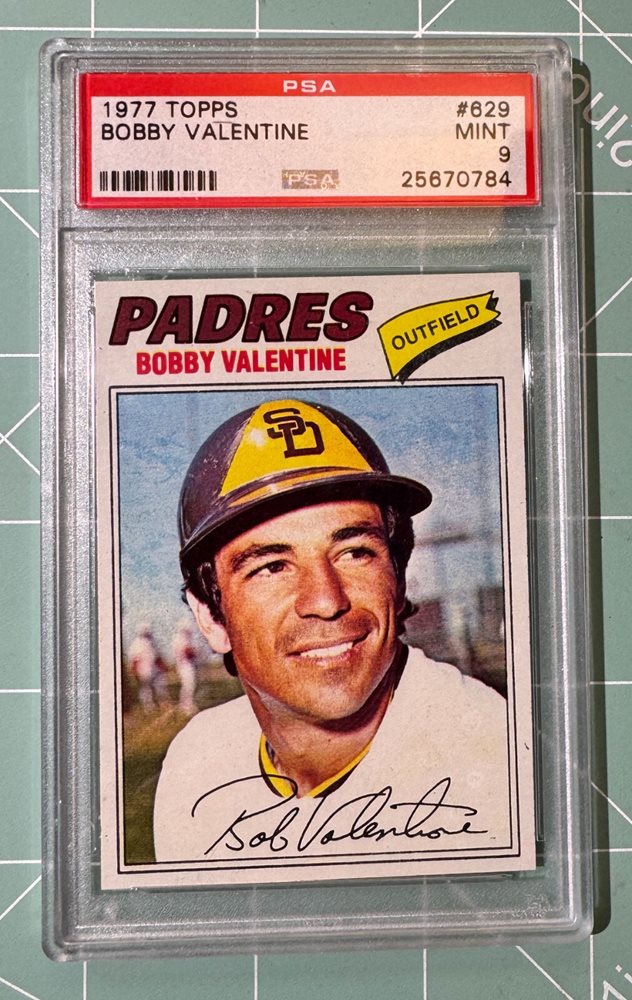 PSA
1977 TOPPS #629
BOBBY VALENTINE MINT
9
PSA 25670784
PADRES
OUTFIELD
BOBBY VALENTINE
SD
Bob Valentine